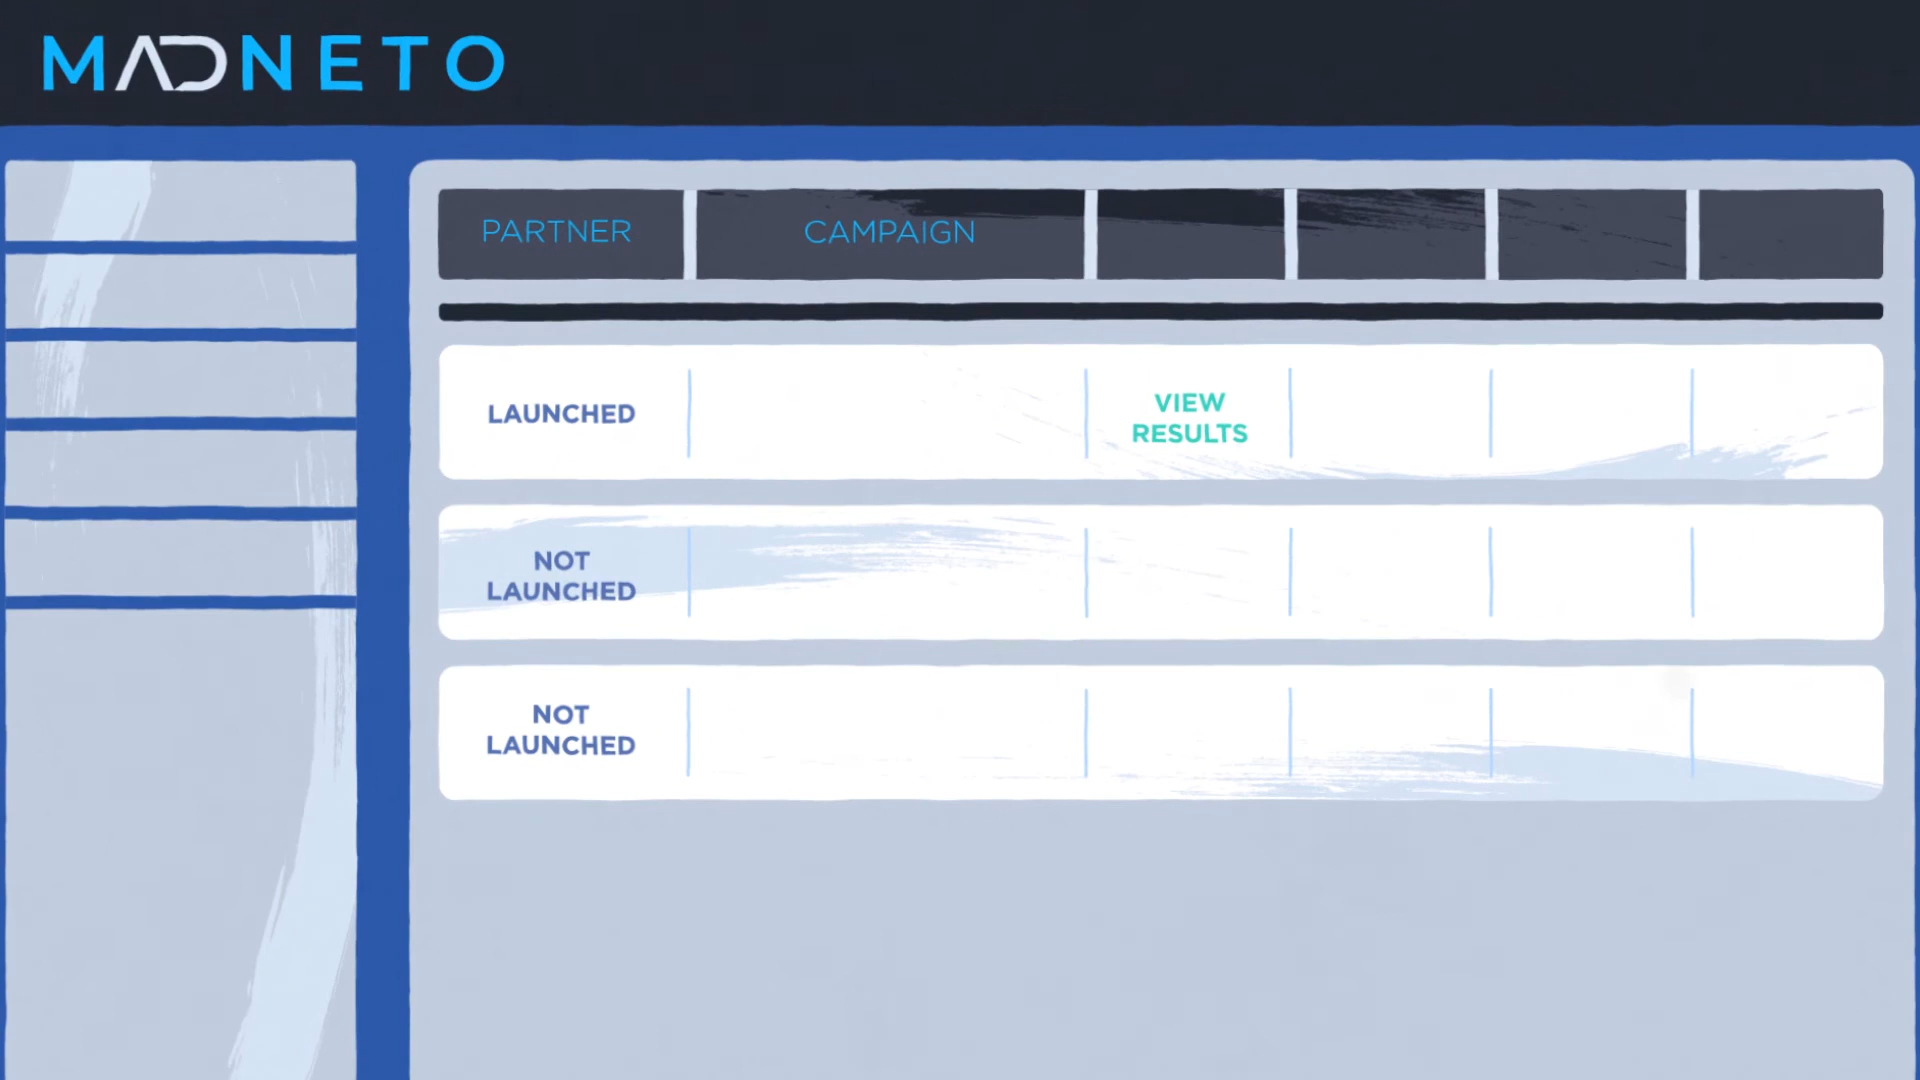 MADNETO
PARTNER
CAMPAIGN
LAUNCHED
VIEW
RESULTS
NOT
LAUNCHED
NOT
LAUNCHED